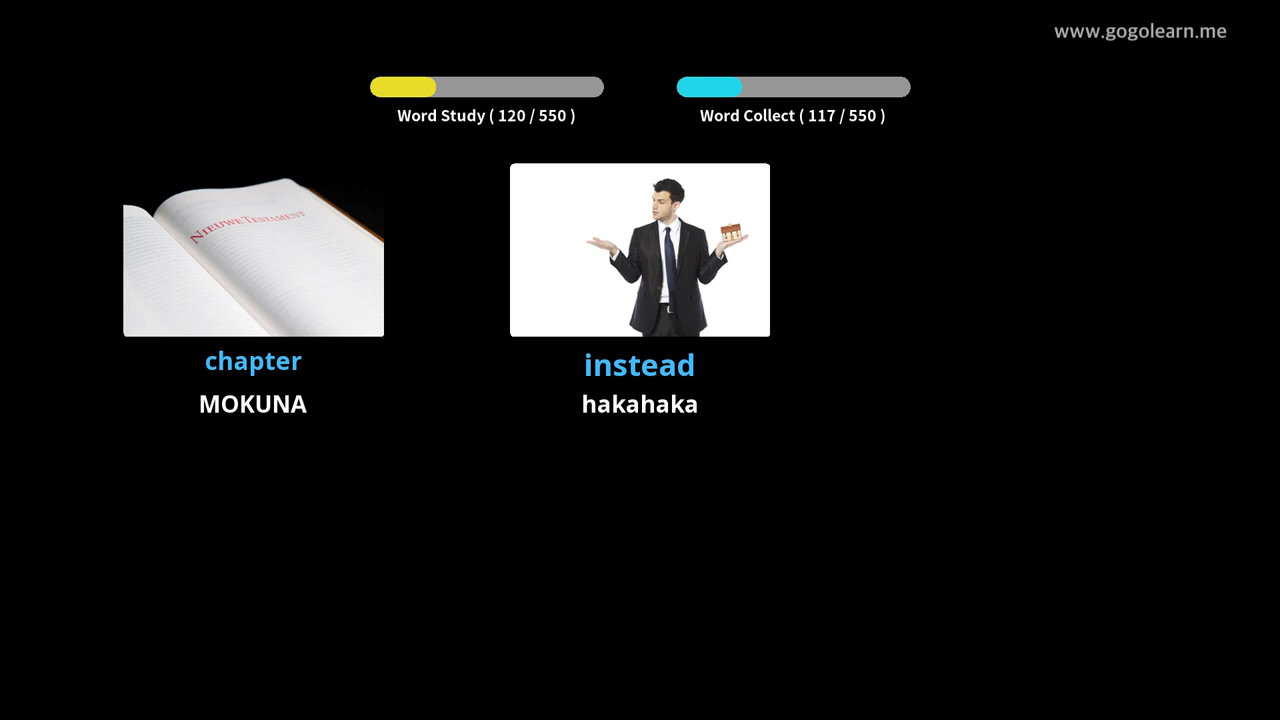 www.gogolearn.me
Word Study ( 120 / 550 )
Word Collect ( 117 / 550 )
NIEUWE TESTAMENT
chapter
MOKUNA
instead
hakahaka